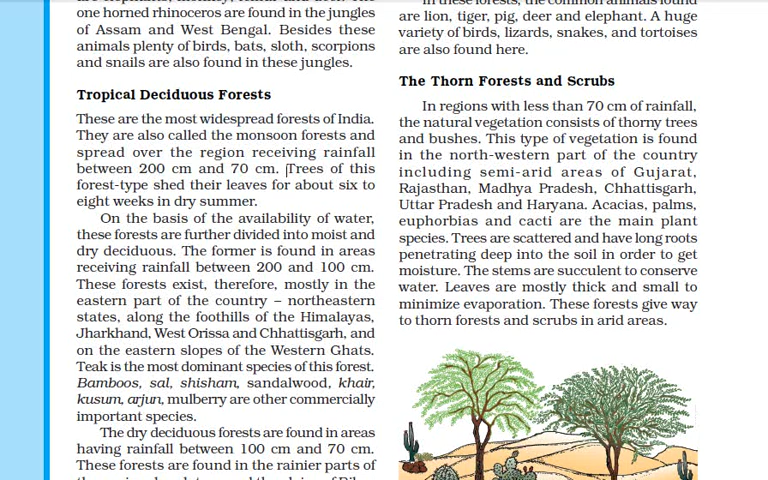 one horned rhinoceros are found in the jungles
of Assam and West Bengal. Besides these
animals plenty of birds, bats, sloth, scorpions
and snails are also found in these jungles.
Tropical Deciduous Forests
These are the most widespread forests of India.
They are also called the monsoon forests and
spread over the region receiving rainfall
between 200 cm and 70 cm. Trees of this
forest-type shed their leaves for about six to
eight weeks in dry summer.
On the basis of the availability of water,
these forests are further divided into moist and
dry deciduous. The former is found in areas
receiving rainfall between 200 and 100 cm.
These forests exist, therefore, mostly in the
eastern part of the country – northeastern
states, along the foothills of the Himalayas,
Jharkhand, West Orissa and Chhattisgarh, and
on the eastern slopes of the Western Ghats.
Teak is the most dominant species of this forest.
Bamboos, sal, shisham, sandalwood, khair,
kusum, arjun, mulberry are other commercially
important species.
The dry deciduous forests are found in areas
having rainfall between 100 cm and 70 cm.
These forests are found in the rainier parts of
In these forests, the common animals found
are lion, tiger, pig, deer and elephant. A huge
variety of birds, lizards, snakes, and tortoises
are also found here.
The Thorn Forests and Scrubs
In regions with less than 70 cm of rainfall,
the natural vegetation consists of thorny trees
and bushes. This type of vegetation is found
in the north-western part of the country
including semi-arid areas of Gujarat,
Rajasthan, Madhya Pradesh, Chhattisgarh,
Uttar Pradesh and Haryana. Acacias, palms,
euphorbias and cacti are the main plant
species. Trees are scattered and have long roots
penetrating deep into the soil in order to get
moisture. The stems are succulent to conserve
water. Leaves are mostly thick and small to
minimize evaporation. These forests give way
to thorn forests and scrubs in arid areas.